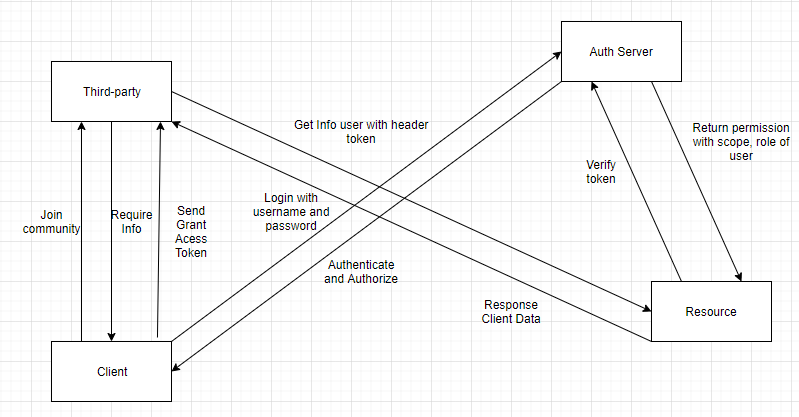 Auth Server
Third-party
Get Info user with header
token
Return permission
with scope, role of
user
Verify
token
Login with
username and
password
Join
community
Require
Info
Send
Grant
Acess
Token
Authenticate
and Authorize
Response
Client Data
Resource
Client